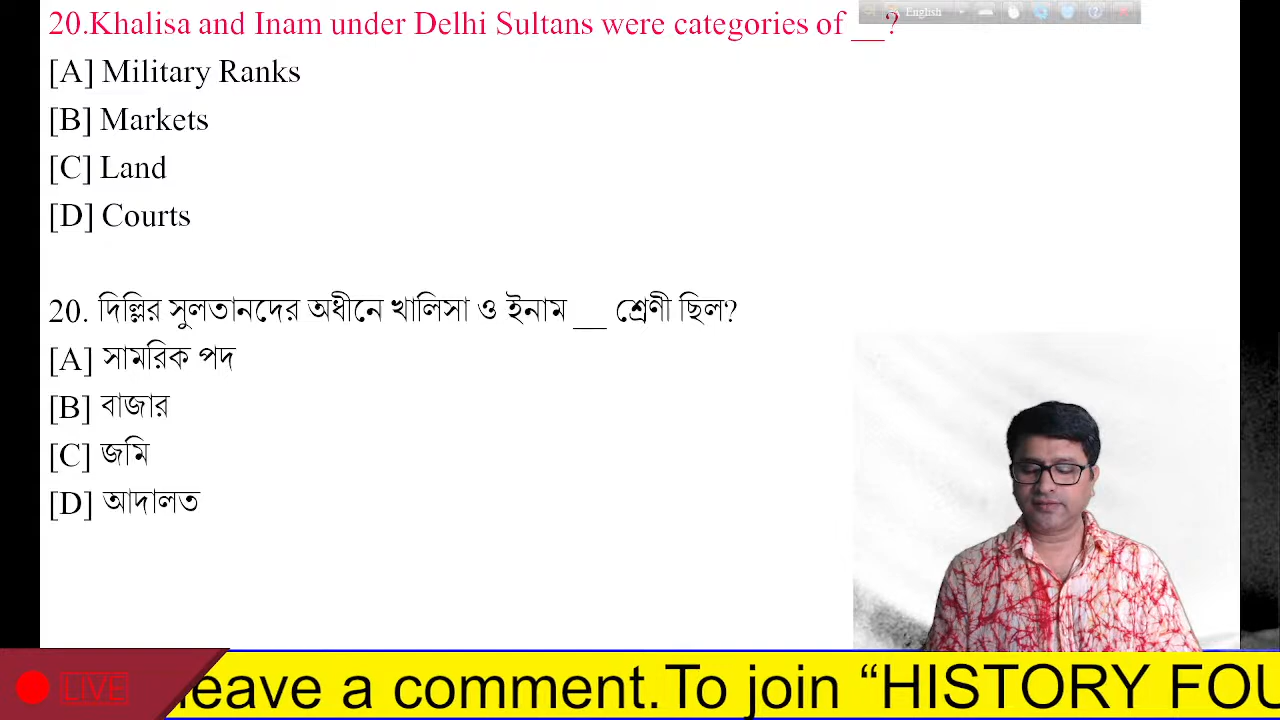 20.Khalisa and Inam under Delhi Sultans were categories of __?
English
[A] Military Ranks
[B] Markets
[C] Land
[D] Courts
20. দিল্লির সুলতানদের অধীনে খালিসা ও ইনাম __ শ্রেণী ছিল?
[A] সামরিক পদ
[B] বাজার
[C] জমি
[D] আদালত
LIVE
leave a comment.To join “HISTORY FOU